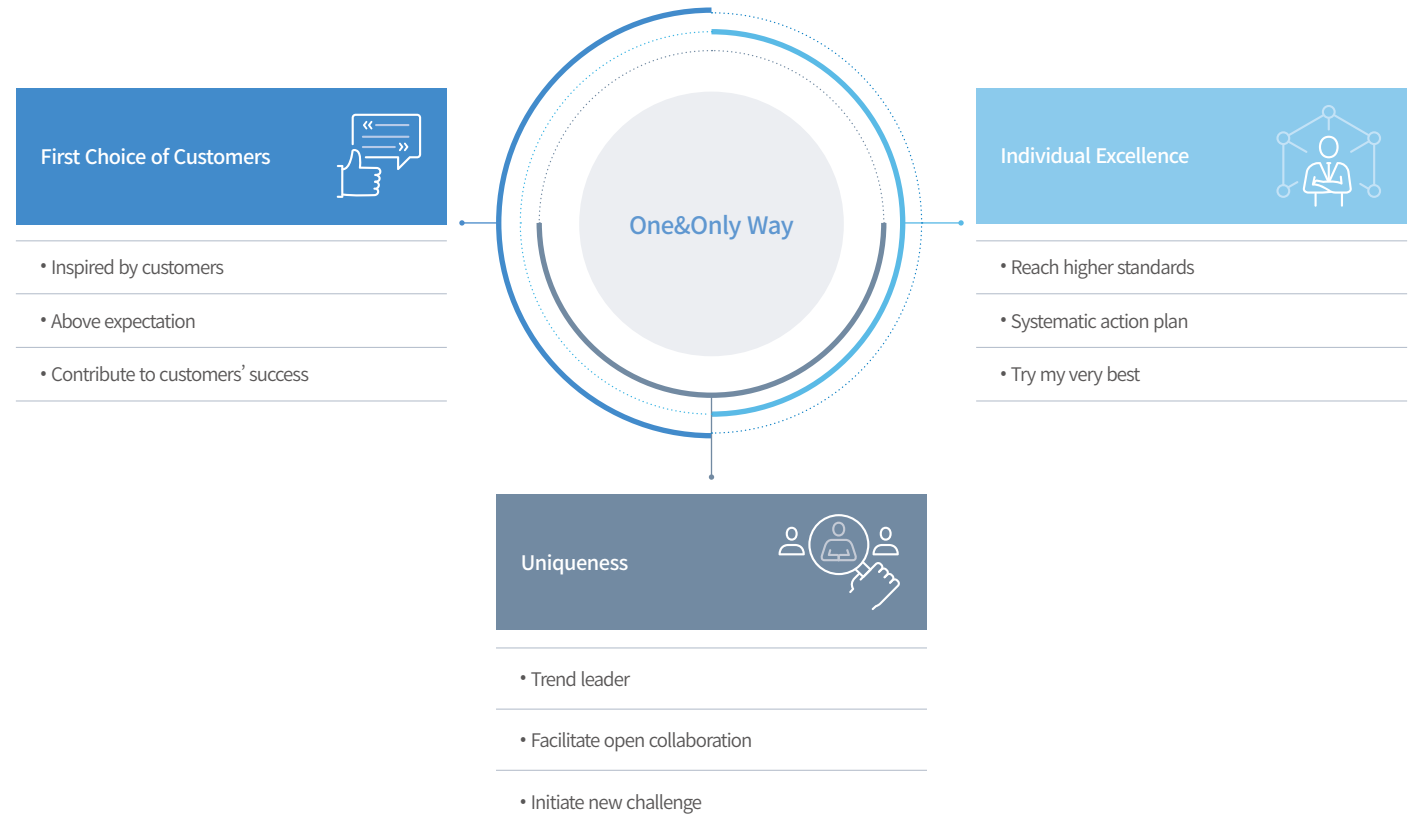 One&Only Way
First Choice of Customers
• Inspired by customers
• Above expectation
• Contribute to customers’ success
Individual Excellence
• Reach higher standards
• Systematic action plan
• Try my very best
Uniqueness
• Trend leader
• Facilitate open collaboration
• Initiate new challenge